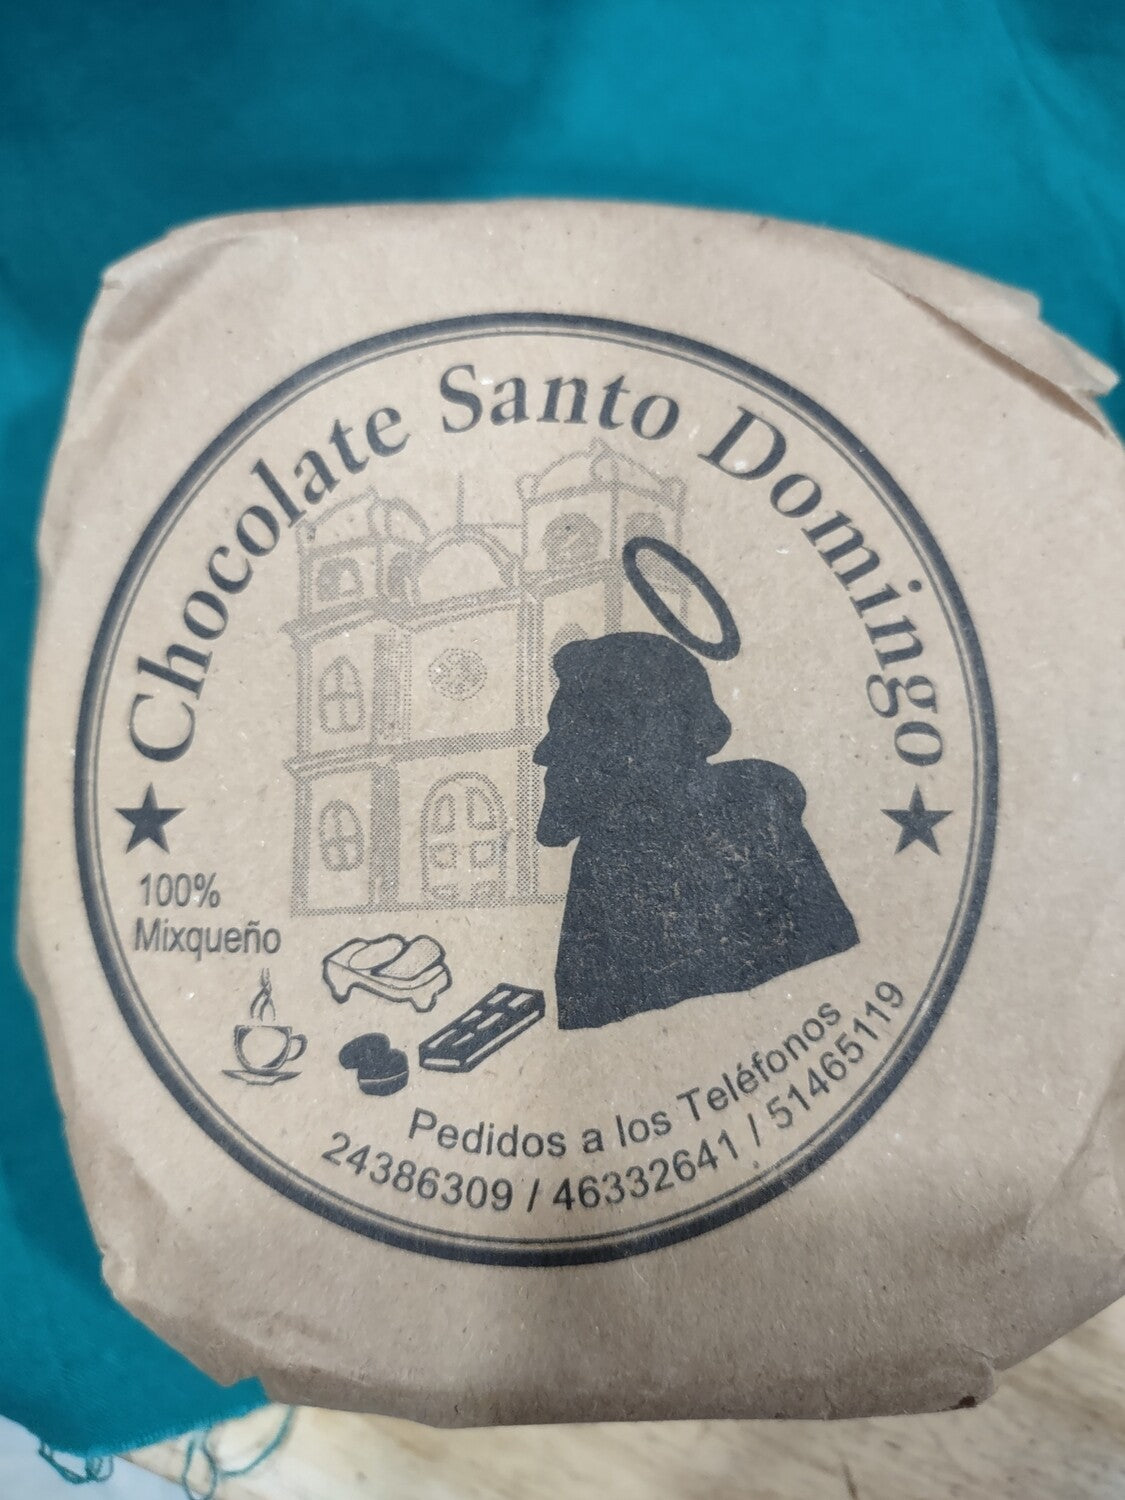 Chocolate Santo Domingo
100%
Mixqueño
Pedidos a los Teléfonos
24386309 / 46332641 / 51465119